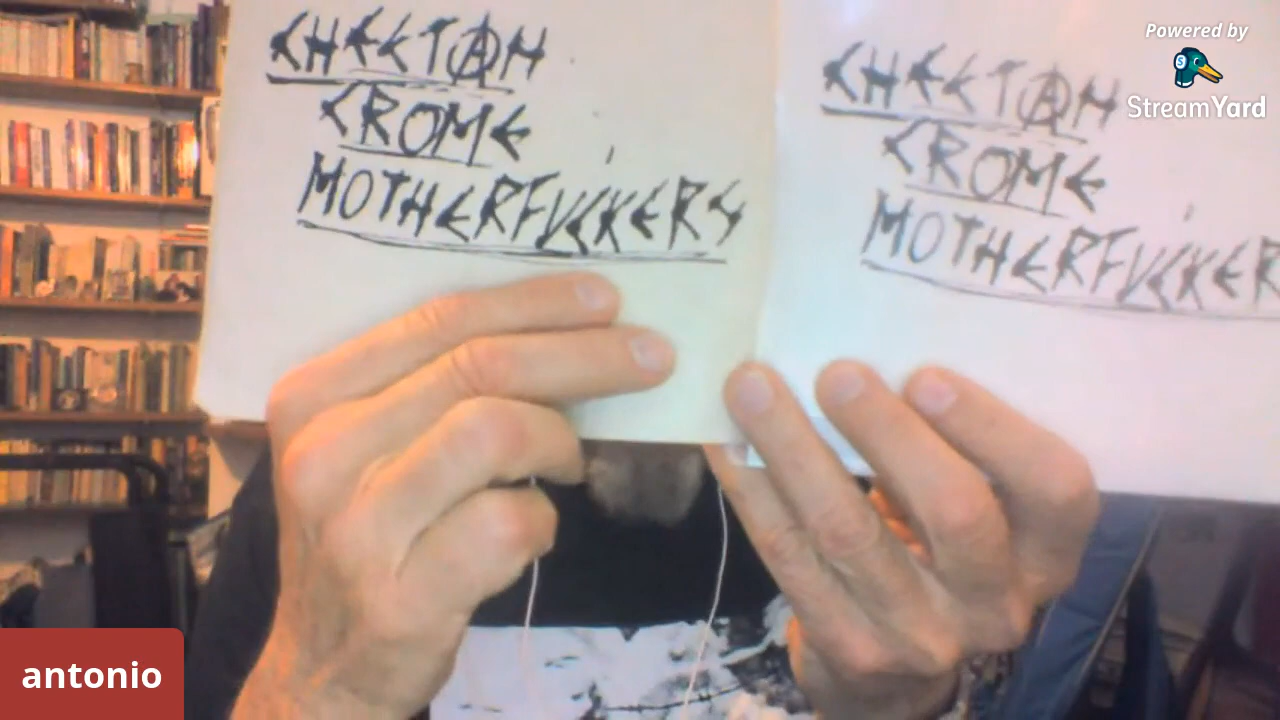 CHEETAH
CROME
MOTHERFUCKERS
CHEETAH
CROME
MOTHERFUCKER
Powered by
StreamYard
antonio